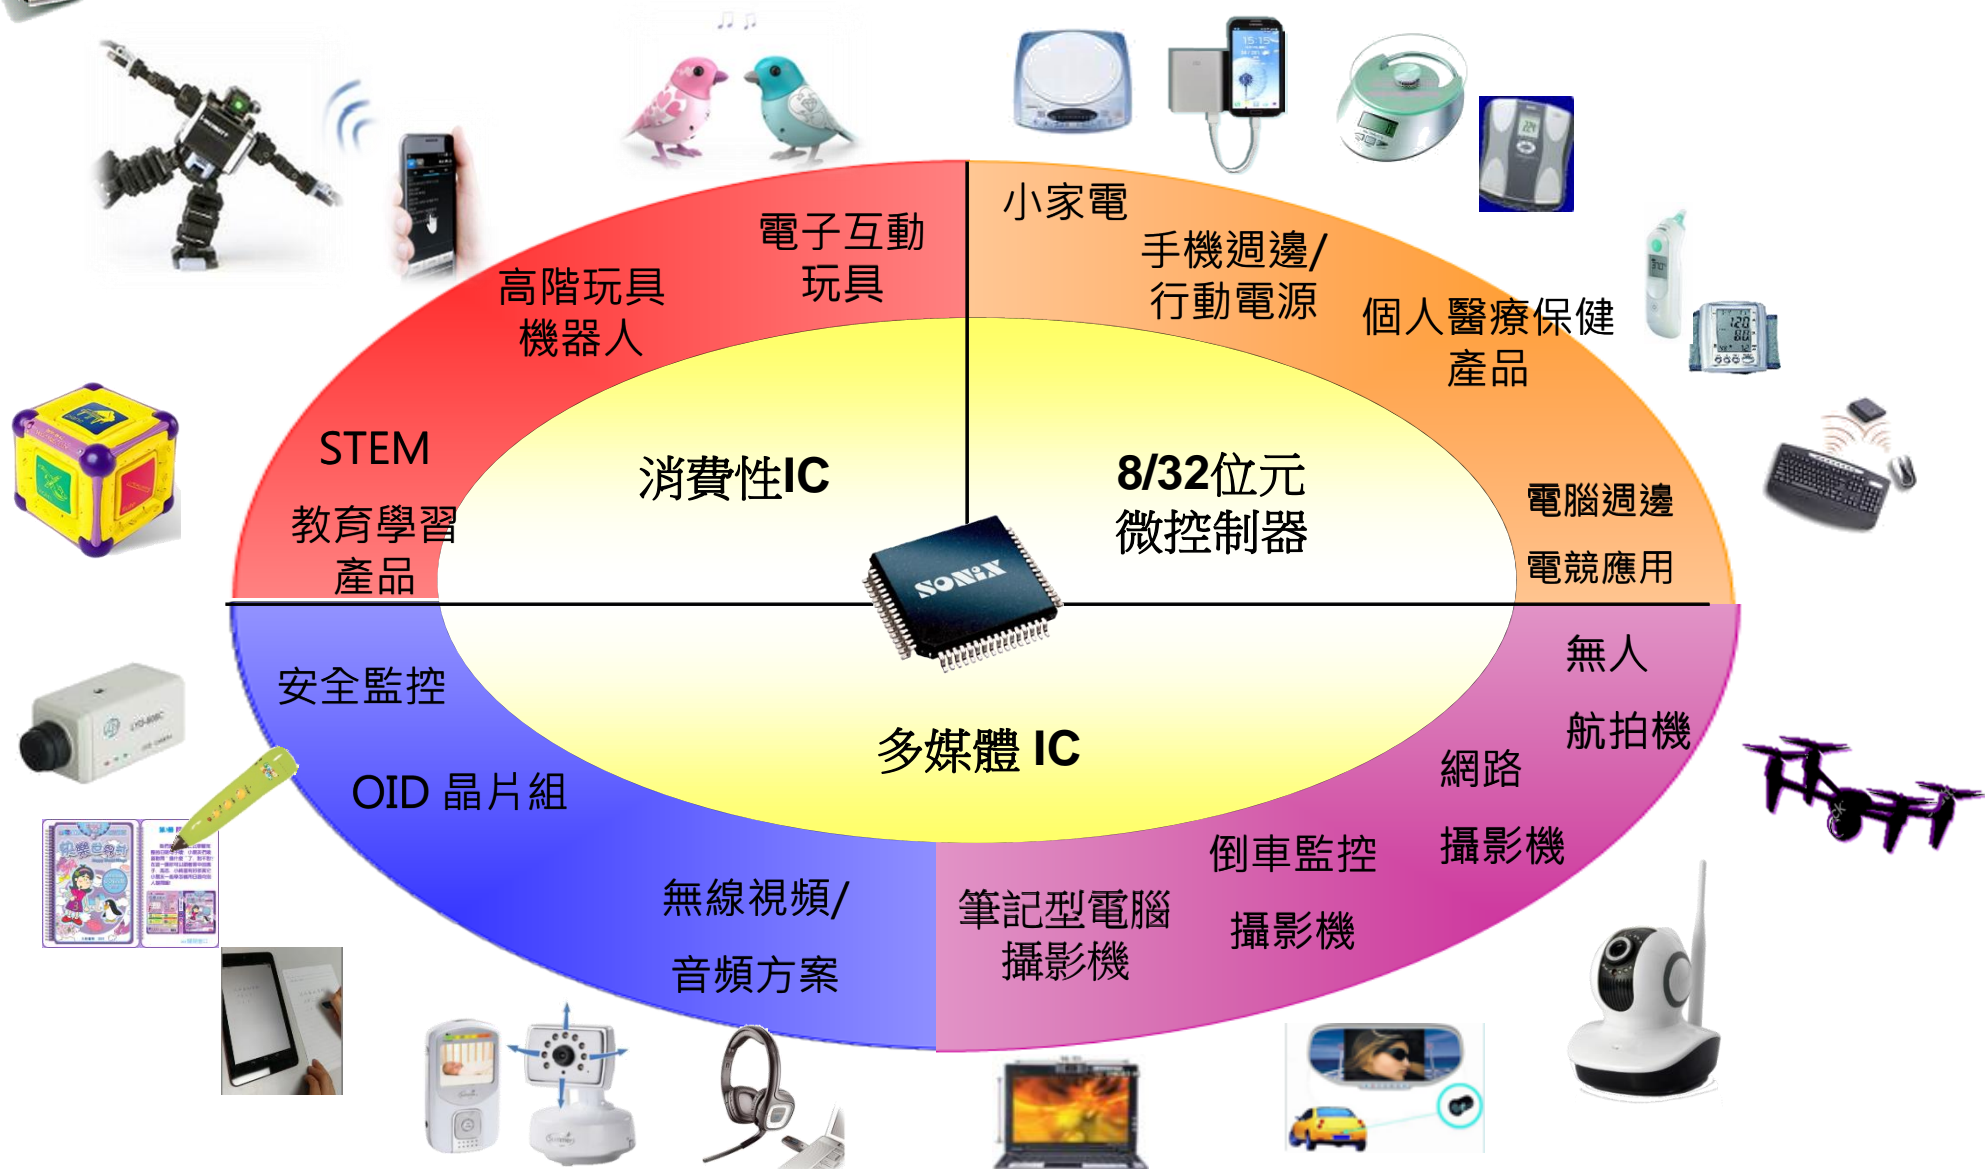 電子互動
玩具
高階玩具
機器人
STEM
教育學習
產品
消費性IC
小家電
手機週邊/
行動電源
個人醫療保健
產品
電腦週邊
電競應用
8/32位元
微控制器
SONiX
安全監控
OID 晶片組
無線視頻/
音頻方案
多媒體 IC
無人
航拍機
網路
攝影機
倒車監控
攝影機
筆記型電腦
攝影機
15:15